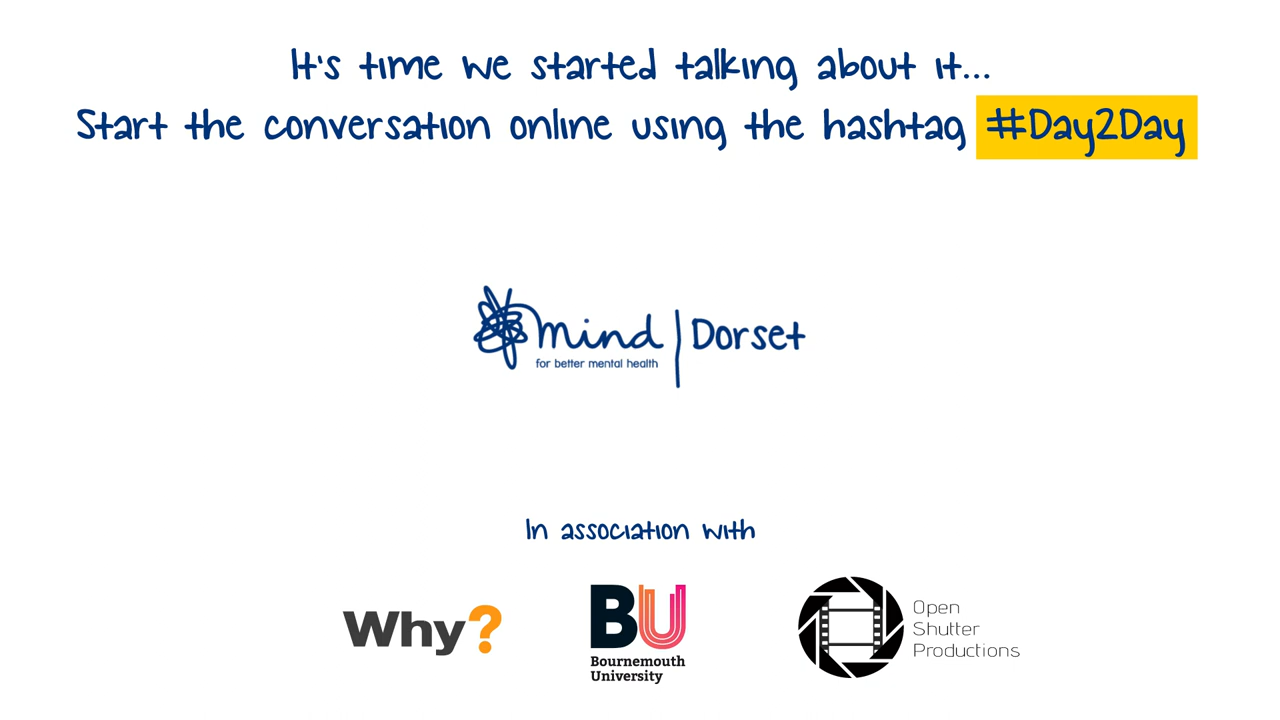 It's time we started talking about it...
Start the conversation online using the hashtag #Day2Day
mind | Dorset
for better mental health
In association with
Why?
BU
Bournemouth
University
Open
Shutter
Productions